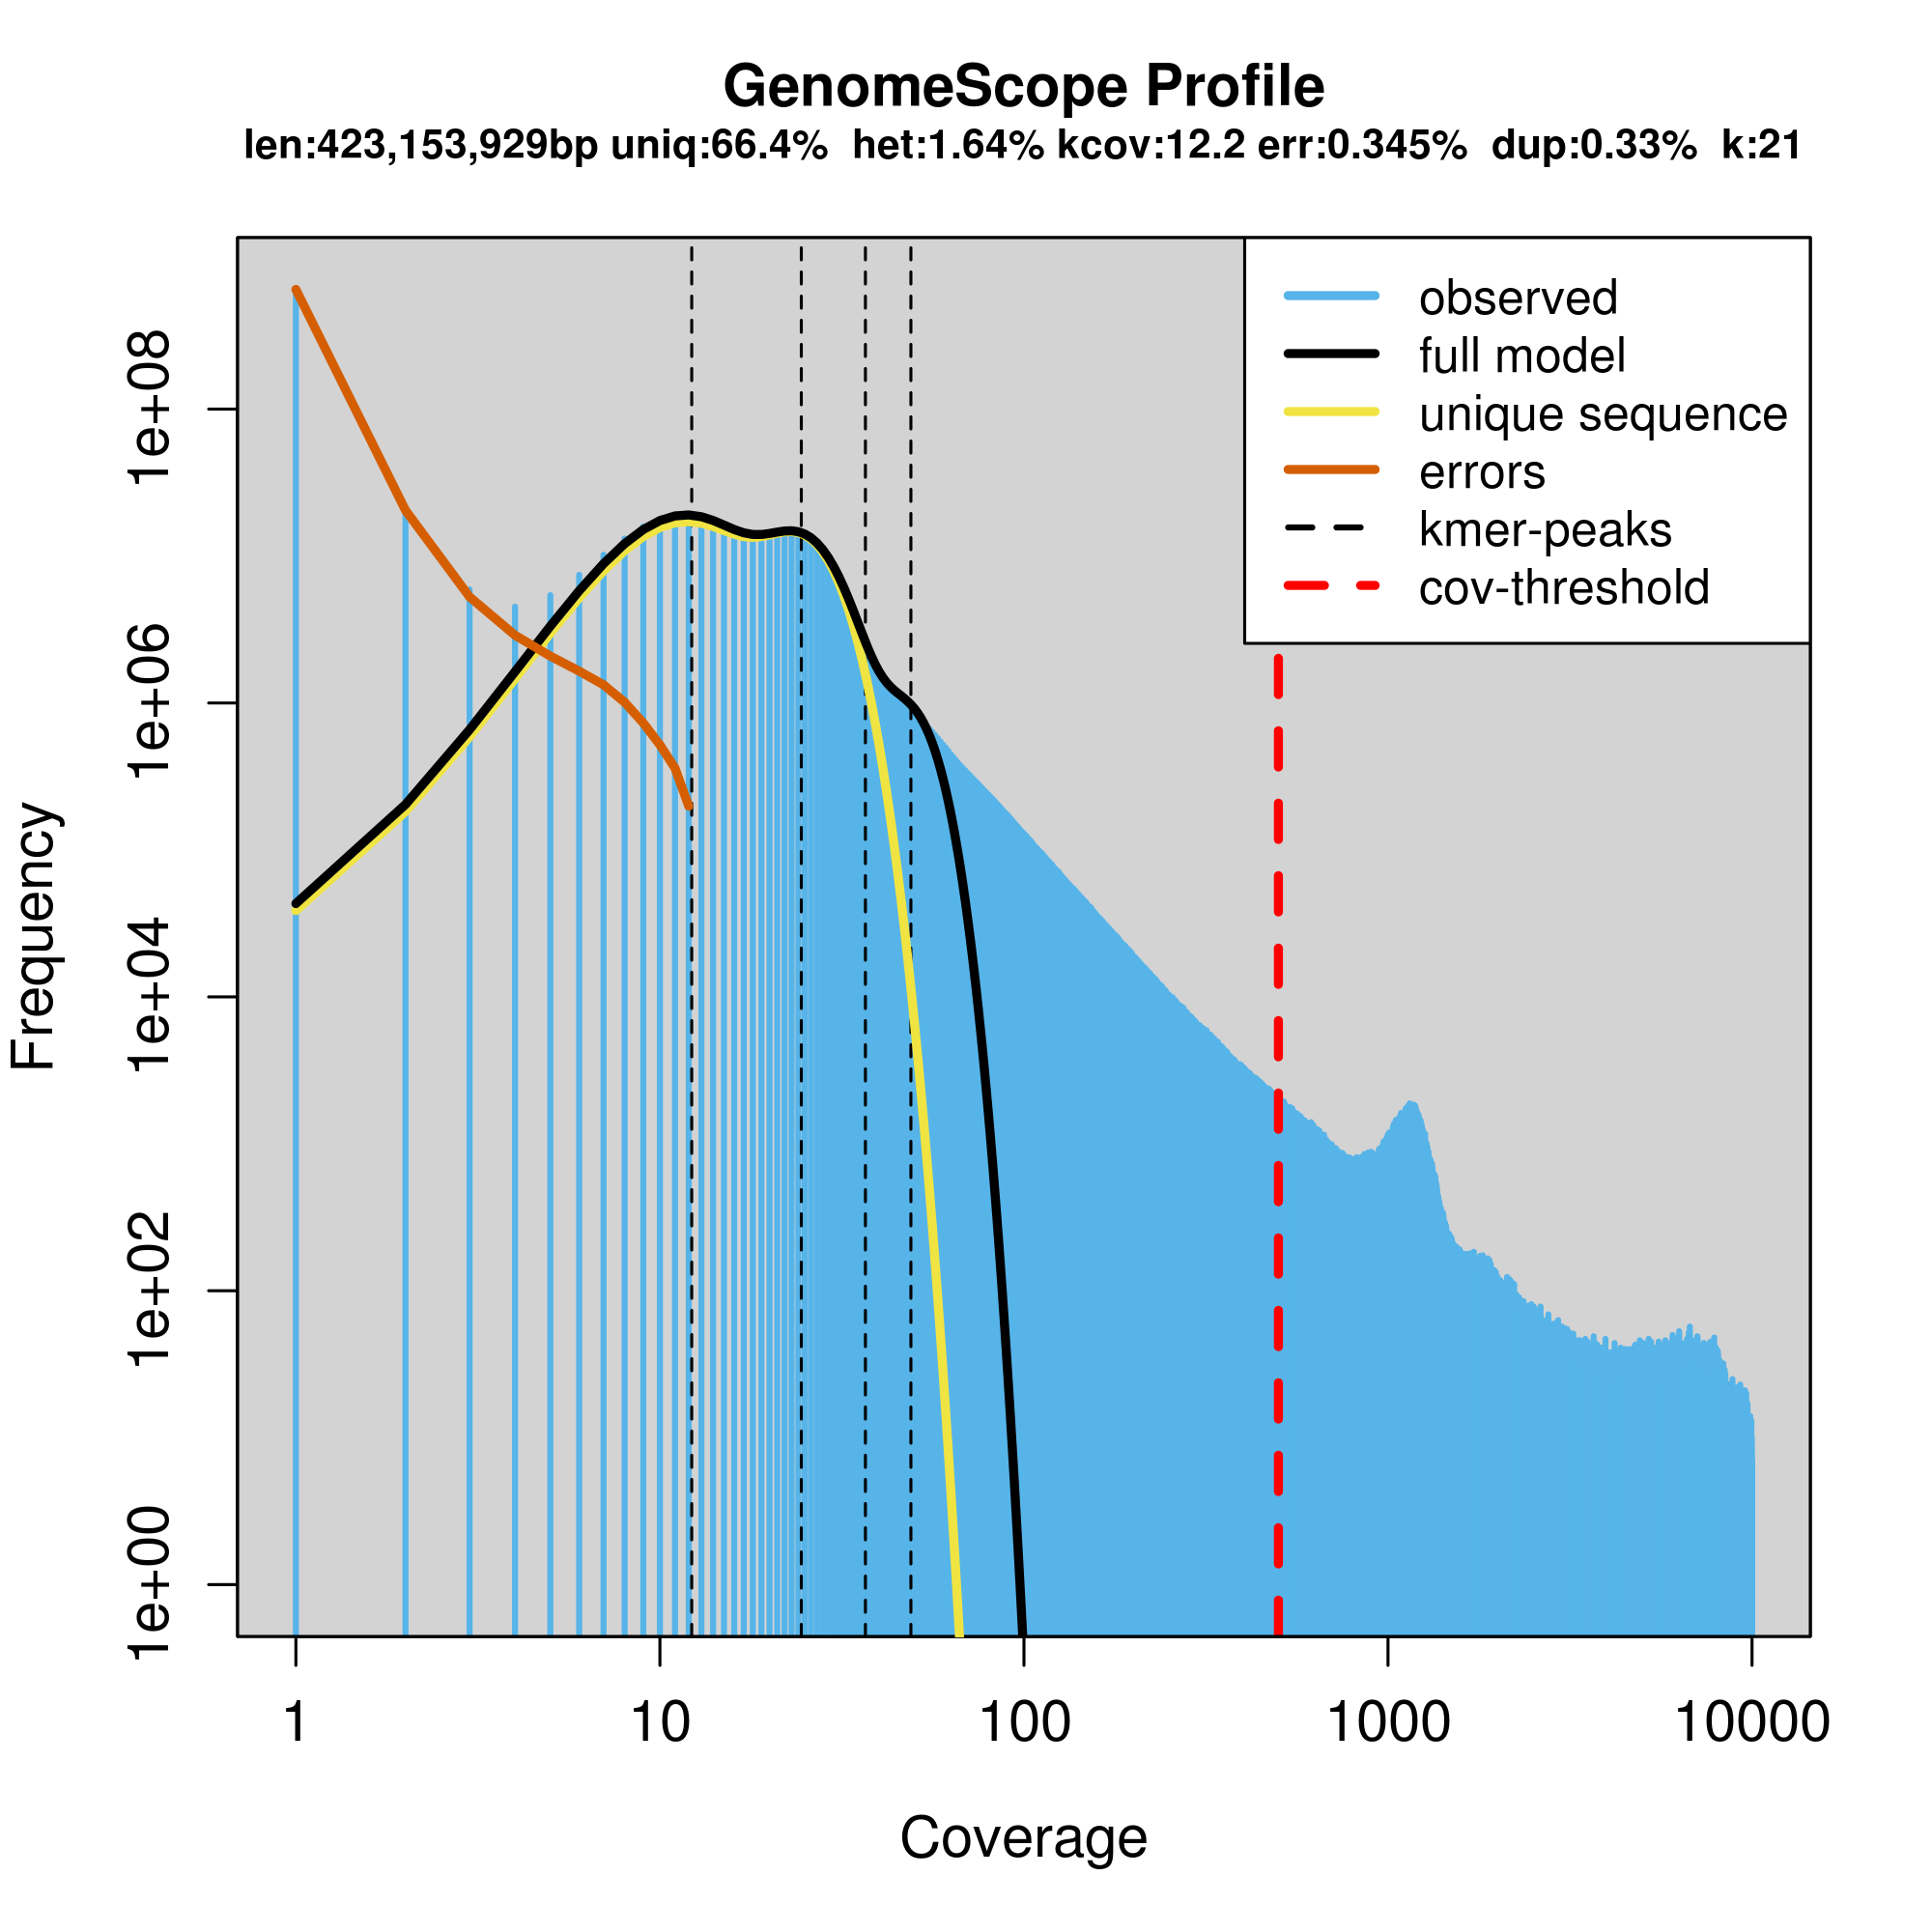 GenomeScope Profile
len:423,153,929bp uniq:66.4% het:1.64% kcov:12.2 err:0.345% dup:0.33% k:21
observed
full model
unique sequence
errors
kmer-peaks
cov-threshold
Frequency
1e+08
1e+06
1e+04
1e+02
1e+00
1 10 100 1000 10000
Coverage